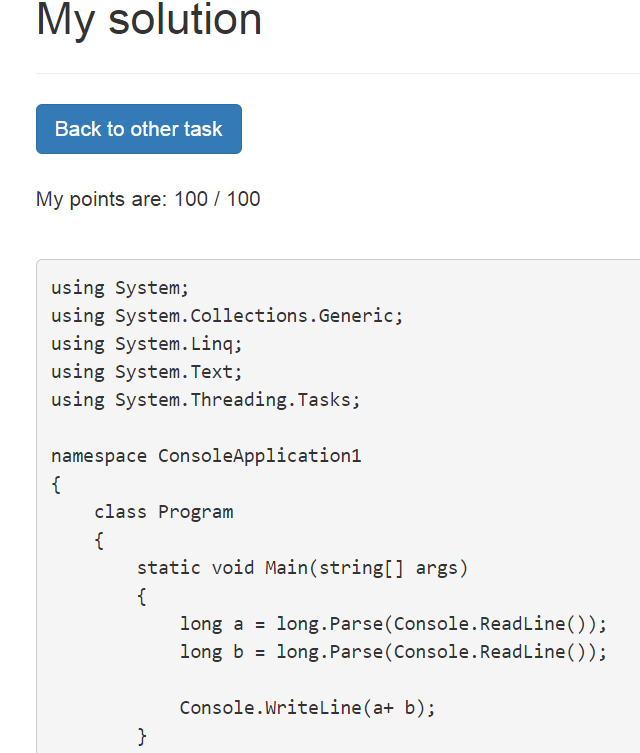 My solution
Back to other task
My points are: 100 / 100
using System;
using System.Collections.Generic;
using System.Linq;
using System.Text;
using System.Threading.Tasks;
namespace ConsoleApplication1
{
    class Program
    {
        static void Main(string[] args)
        {
            long a = long.Parse(Console.ReadLine());
            long b = long.Parse(Console.ReadLine());
            Console.WriteLine(a+ b);
        }